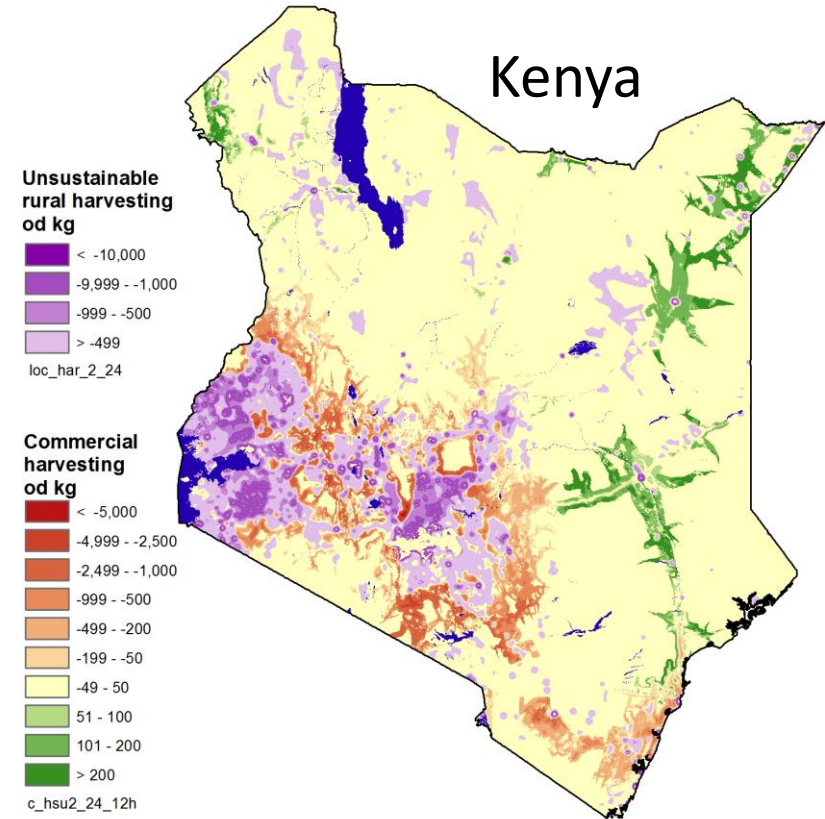 Kenya
Unsustainable
rural harvesting
od kg
< -10,000
-9,999 - -1,000
-999 - -500
> -499
loc_har_2_24
Commercial
harvesting
od kg
< -5,000
-4,999 - -2,500
-2,499 - -1,000
-999 - -500
-499 - -200
-199 - -50
-49 - 50
51 - 100
101 - 200
> 200
c_hsu2_24_12h